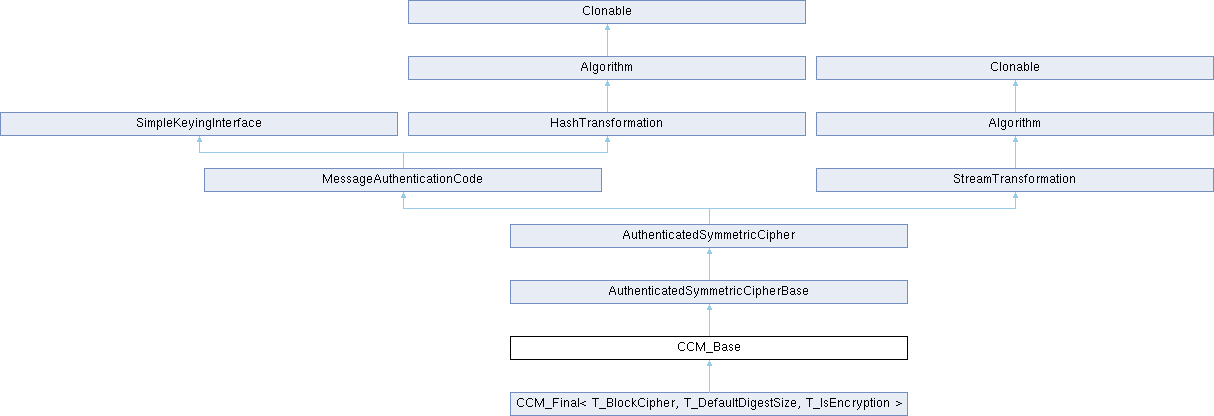 Clonable
Algorithm
Clonable
SimpleKeyingInterface
HashTransformation
Algorithm
MessageAuthenticationCode
StreamTransformation
AuthenticatedSymmetricCipher
AuthenticatedSymmetricCipherBase
CCM_Base
CCM_Final< T_BlockCipher, T_DefaultDigestSize, T_IsEncryption >